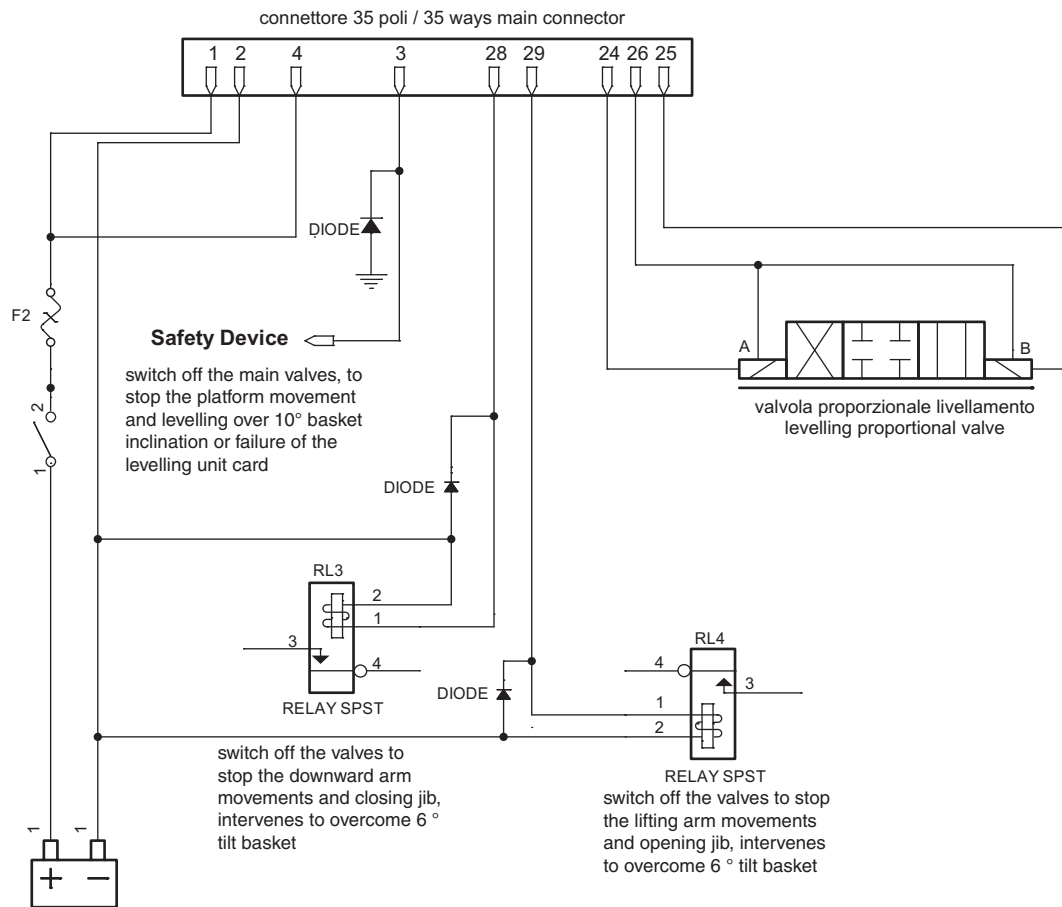 connettore 35 poli / 35 ways main connector
1 2 4 3 28 29 24 26 25
DIODE
F2
Safety Device
switch off the main valves, to
stop the platform movement
and levelling over 10° basket
inclination or failure of the
levelling unit card
A
B
valvola proporzionale livellamento
levelling proportional valve
2
1
DIODE
RL3
2
1
3
4
RELAY SPST
RL4
4
3
1
2
DIODE
RELAY SPST
switch off the valves to
stop the downward arm
movements and closing jib,
intervenes to overcome 6 °
tilt basket
switch off the valves to stop
the lifting arm movements
and opening jib, intervenes
to overcome 6 ° tilt basket
1
1
+ −